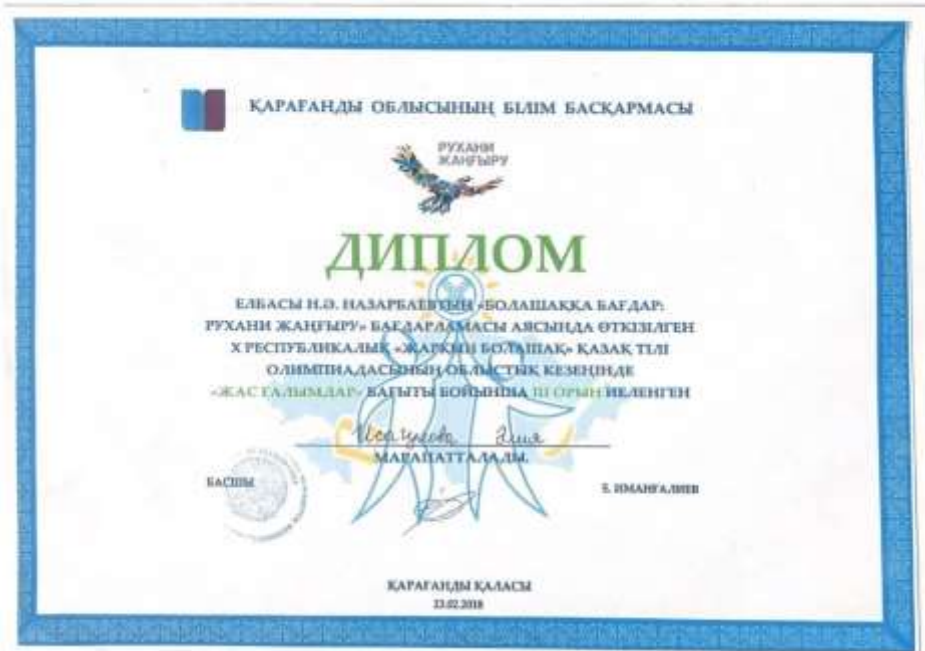 ҚАРАҒАНДЫ ОБЛЫСЫНЫҢ БІЛІМ БАСҚАРМАСЫ
РУХАНИ
ЖАҢҒЫРУ
ДИПЛОМ
ЕЛБАСЫ Н.Ә. НАЗАРБАЕВТЫҢ «БОЛАШАҚҚА БАҒДАР:
РУХАНИ ЖАҢҒЫРУ» БАҒДАРЛАМАСЫ АЯСЫНДА ӨТКІЗІЛГЕН
X РЕСПУБЛИКАЛЫҚ «ЖАРҚЫН БОЛАШАҚ» ҚАЗАҚ ТІЛІ
ОЛИМПИАДАСЫНЫҢ ОБЛЫСТЫҚ КЕЗЕҢІНДЕ
«ЖАС ҒАЛЫМДАР» БАҒЫТЫ БОЙЫНША III ОРЫН ИЕЛЕНГЕН
МАРАПАТТАЛАДЫ.
БАСШЫ
Е. ИМАНҒАЛИЕВ
ҚАРАҒАНДЫ ҚАЛАСЫ
23.02.2018